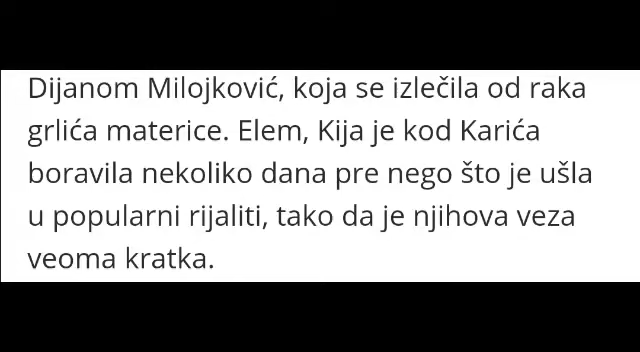 Dijanom Milojković, koja se izlečila od raka
grlića materice. Elem, Kija je kod Karića
boravila nekoliko dana pre nego što je ušla
u popularni rijaliti, tako da je njihova veza
veoma kratka.